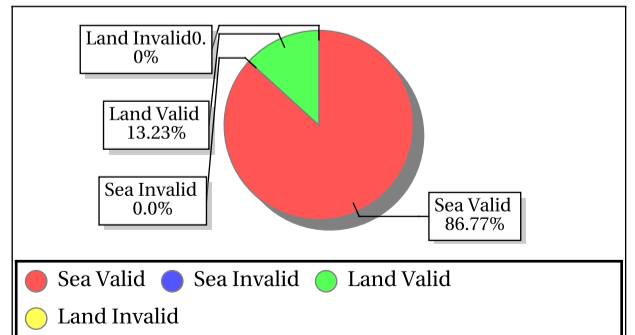 Land Invalid0.
0%
Land Valid
13.23%
Sea Invalid
0.0%
Sea Valid
86.77%
Sea Valid Sea Invalid Land Valid
Land Invalid